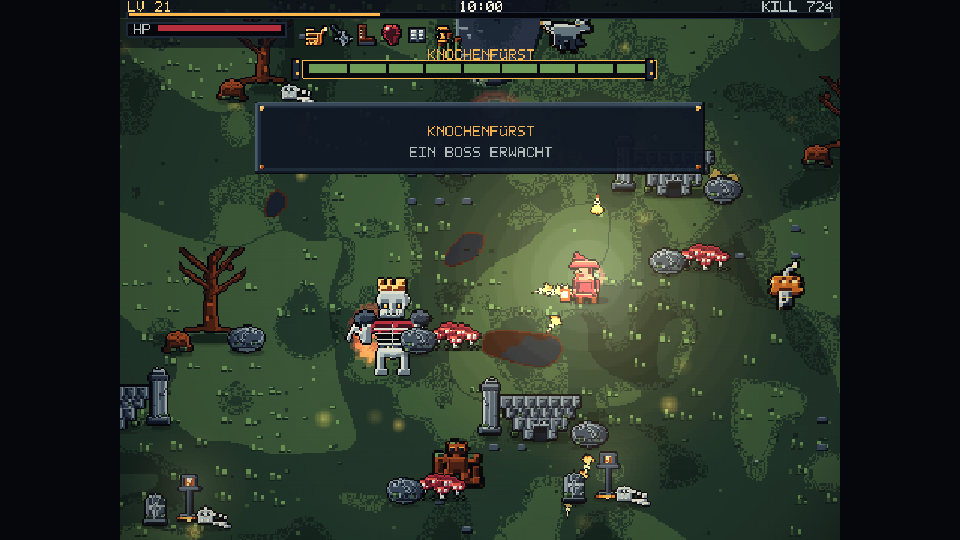 LV 21
10:00
KILL 724
HP
KNOCHENFÜRST
KNOCHENFÜRST
EIN BOSS ERWACHT